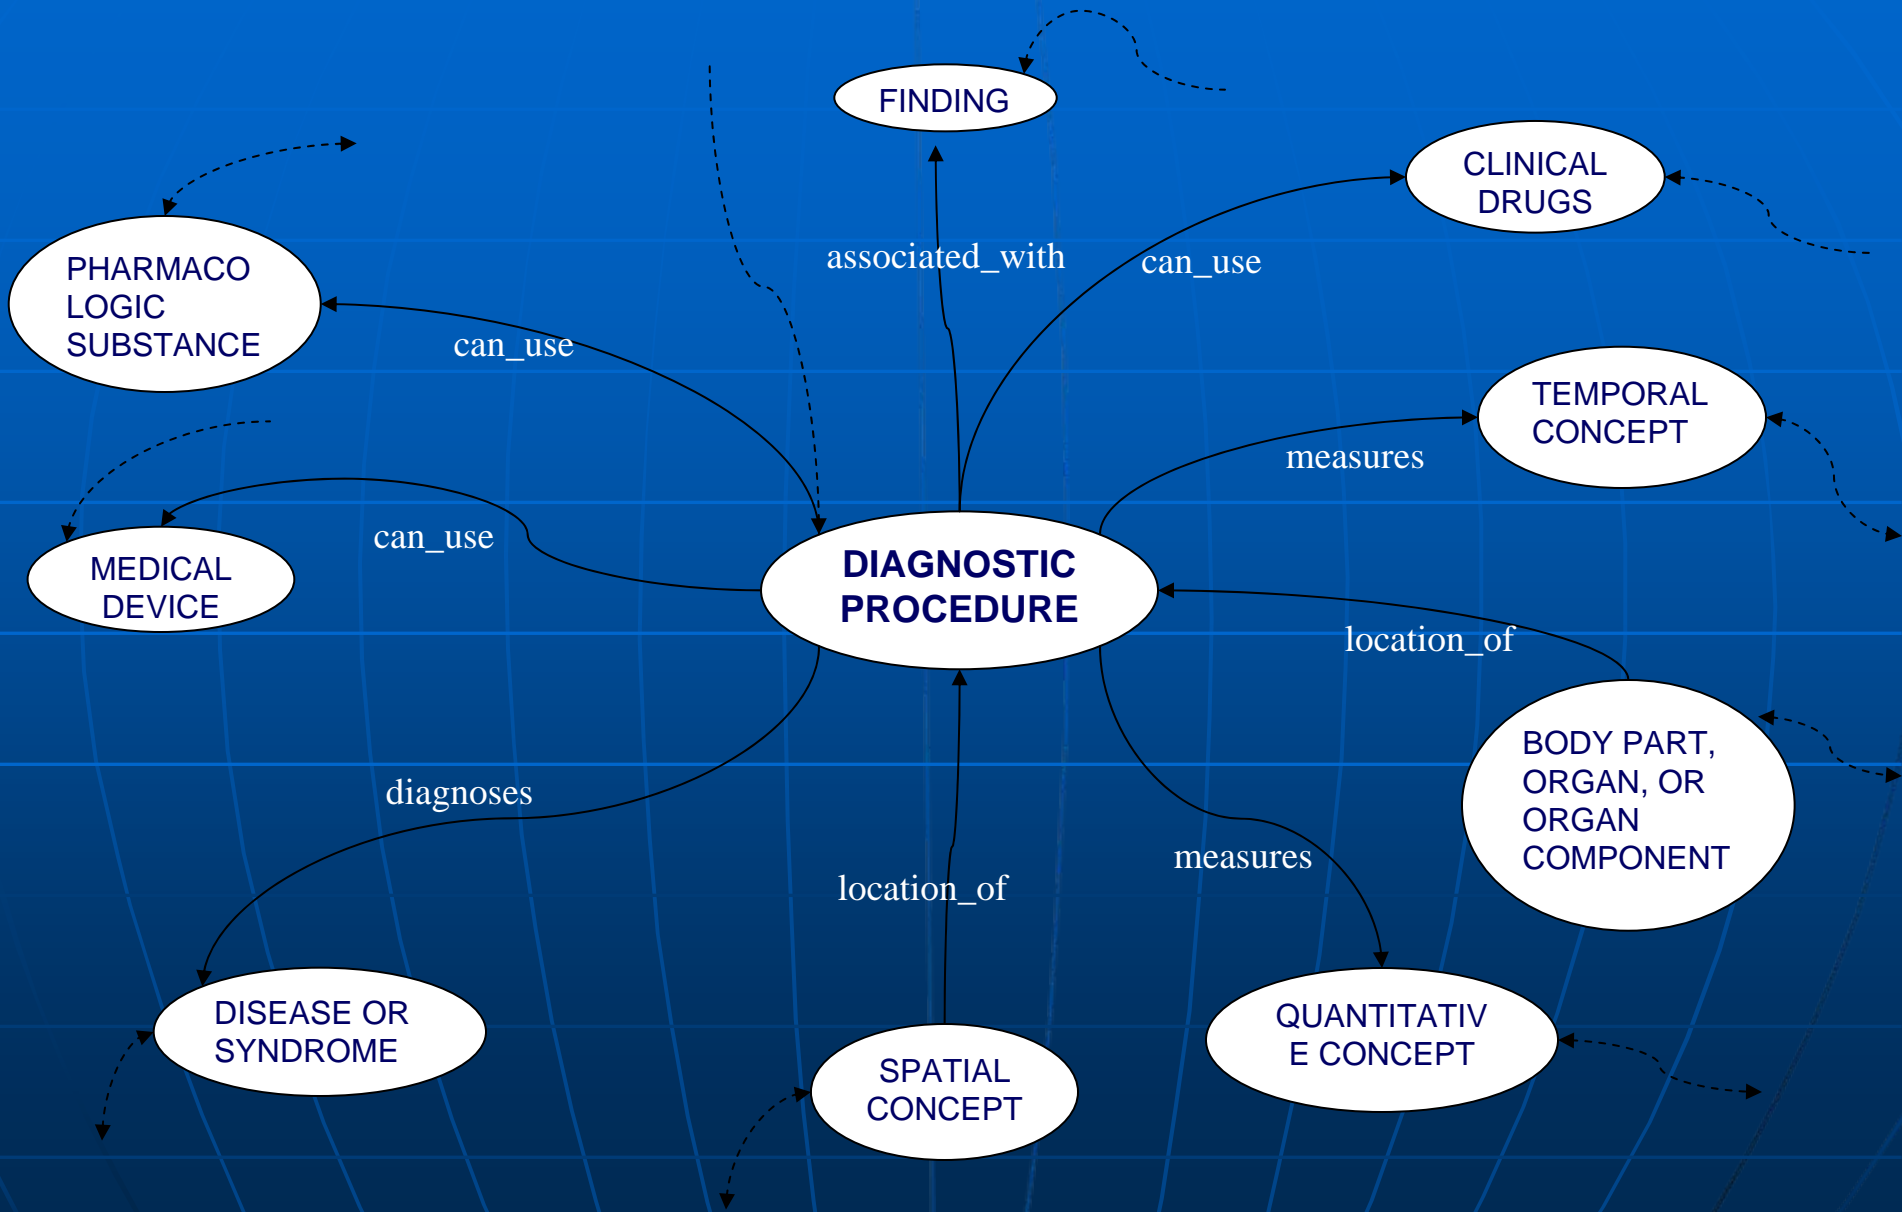 FINDING
CLINICAL
DRUGS
associated_with
can_use
PHARMACO
LOGIC
SUBSTANCE
can_use
TEMPORAL
CONCEPT
measures
can_use
MEDICAL
DEVICE
DIAGNOSTIC
PROCEDURE
location_of
BODY PART,
ORGAN, OR
ORGAN
COMPONENT
diagnoses
measures
location_of
DISEASE OR
SYNDROME
QUANTITATIV
E CONCEPT
SPATIAL
CONCEPT